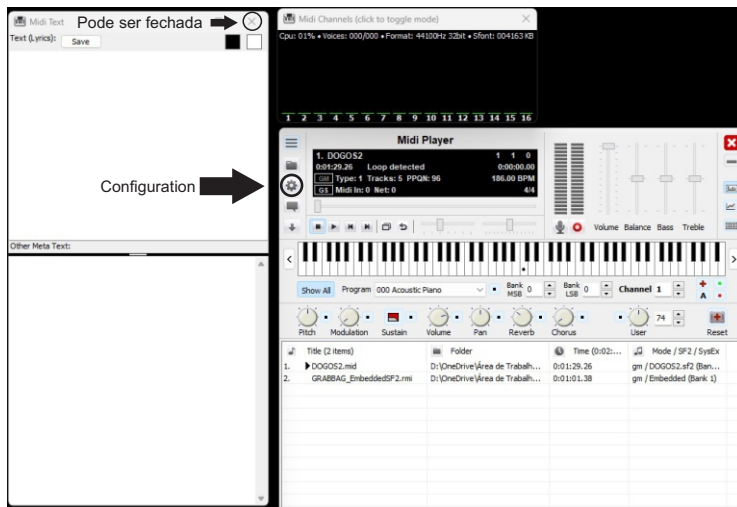 Midi Text
Pode ser fechada
Text (Lyrics):
Save
Configuration
Other Meta Text:
Midi Channels (click to toggle mode)
Cpu: 01% • Voices: 000/000 • Format: 44100Hz 32bit • Sfont: 004163 KB
1 2 3 4 5 6 7 8 9 10 11 12 13 14 15 16
Midi Player
1. DOGOS2 1 1 0
0:01:29.26 Loop detected 0:00:00.00
GM Type: 1 Tracks: 5 PPQN: 96 186.00 BPM
GS Midi In: 0 Net: 0 4/4
Volume Balance Bass Treble
Show All Program 000 Acoustic Piano Bank MSB 0 Bank LSB 0 Channel 1 A
74
Pitch Modulation Sustain Volume Pan Reverb Chorus User Reset
Title (2 items) Folder Time (0:02:... Mode / SF2 / SysEx
1. DOGOS2.mid D:\OneDrive\Área de Trabalh... 0:01:29.26 gm / DOGOS2.sf2 (Ban...
2. GRABBAG_EmbeddedSF2.rmi D:\OneDrive\Área de Trabalh... 0:01:01.38 gm / Embedded (Bank 1)